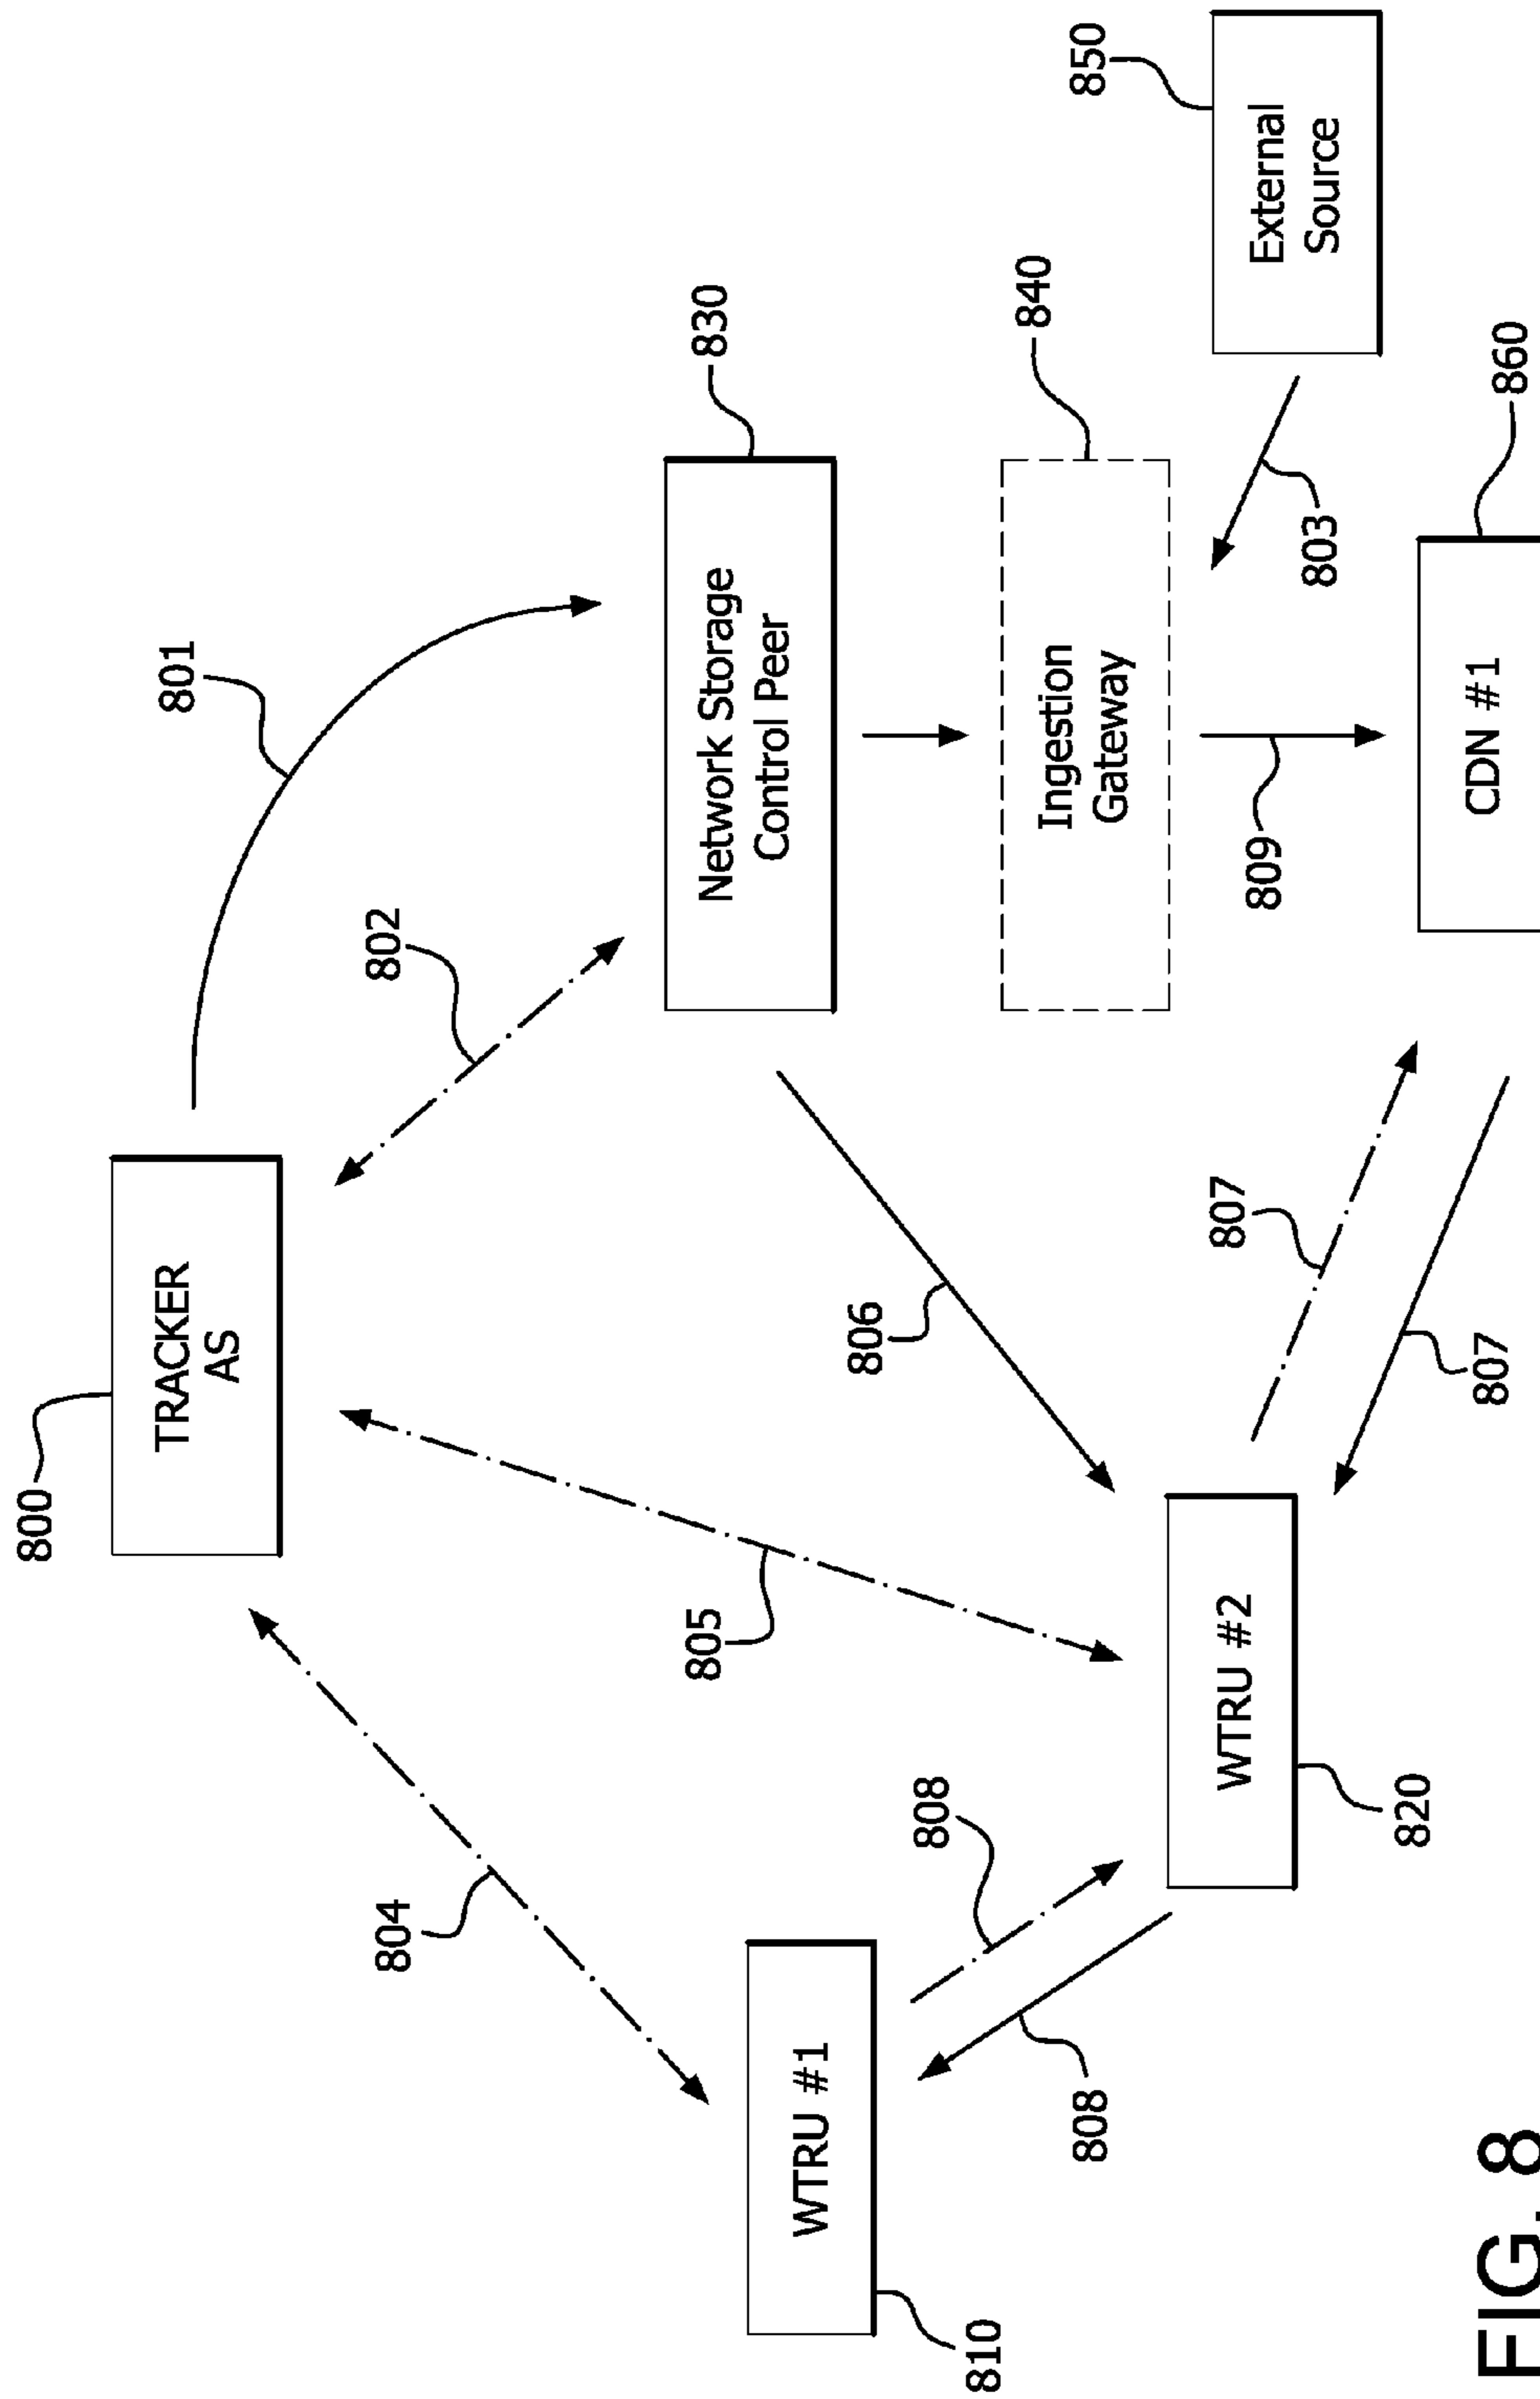 800
TRACKER
AS
801
802
804
805
806
Network Storage
Control Peer
830
840
Ingestion
Gateway
850
External
Source
803
809
WTRU #1
810
808
808
WTRU #2
820
807
807
CDN #1
860
FIG. 8